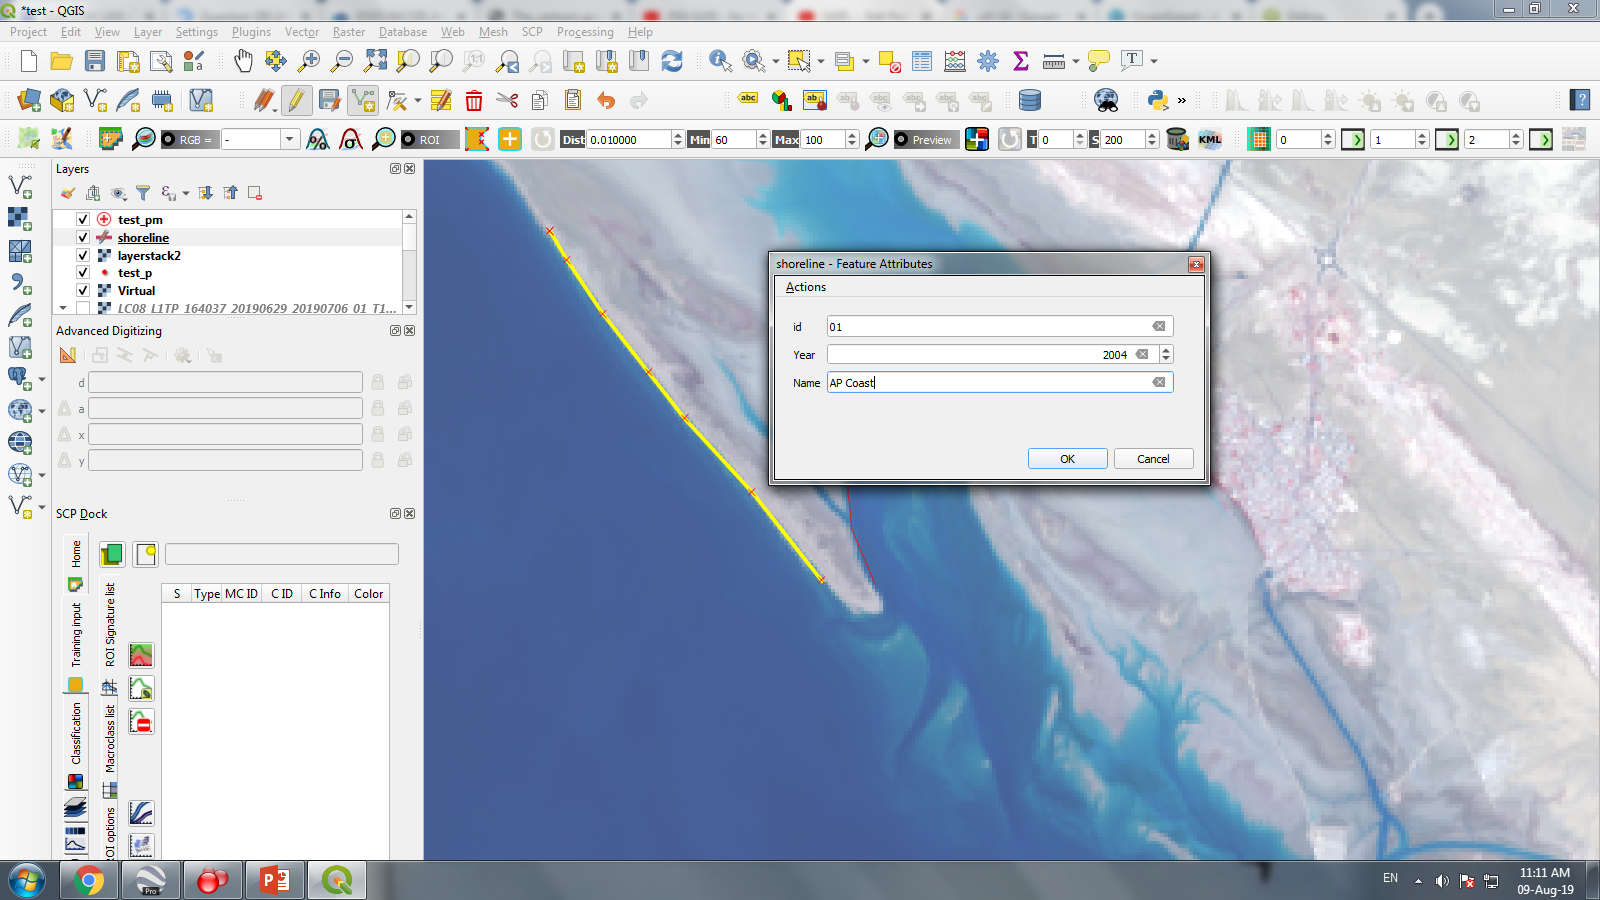 *test - QGIS
Project Edit View Layer Settings Plugins Vector Raster Database Web Mesh SCP Processing Help
RGB = - ROI Dist 0.010000 Min 60 Max 100 Preview T 0 S 200 KML 0 1 2
Layers
test_pm
shoreline
layerstack2
test_p
Virtual
LC08_L1TP_164037_20190629_20190706_01_T1...
Advanced Digitizing
d
a
x
y
SCP Dock
Home
Training input
Classification
ROI Signature list
Macroclass list
ROI options
S Type MC ID C ID C Info Color
shoreline - Feature Attributes
Actions
id 01
Year 2004
Name AP Coast
OK Cancel
Pro
EN
11:11 AM
09-Aug-19